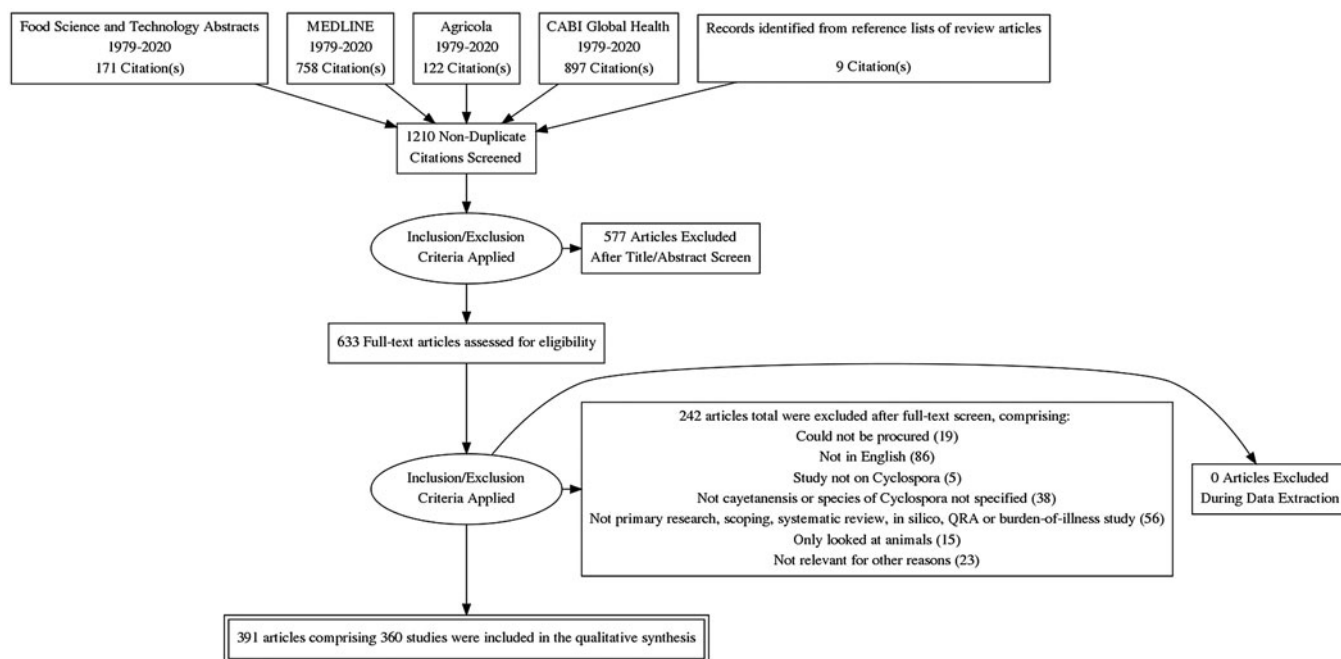 Food Science and Technology Abstracts
1979-2020
171 Citation(s)
MEDLINE
1979-2020
758 Citation(s)
Agricola
1979-2020
122 Citation(s)
CABI Global Health
1979-2020
897 Citation(s)
Records identified from reference lists of review articles
9 Citation(s)
1210 Non-Duplicate
Citations Screened
Inclusion/Exclusion
Criteria Applied
577 Articles Excluded
After Title/Abstract Screen
633 Full-text articles assessed for eligibility
Inclusion/Exclusion
Criteria Applied
242 articles total were excluded after full-text screen, comprising:
Could not be procured (19)
Not in English (86)
Study not on Cyclospora (5)
Not cayetanensis or species of Cyclospora not specified (38)
Not primary research, scoping, systematic review, in silico, QRA or burden-of-illness study (56)
Only looked at animals (15)
Not relevant for other reasons (23)
0 Articles Excluded
During Data Extraction
391 articles comprising 360 studies were included in the qualitative synthesis